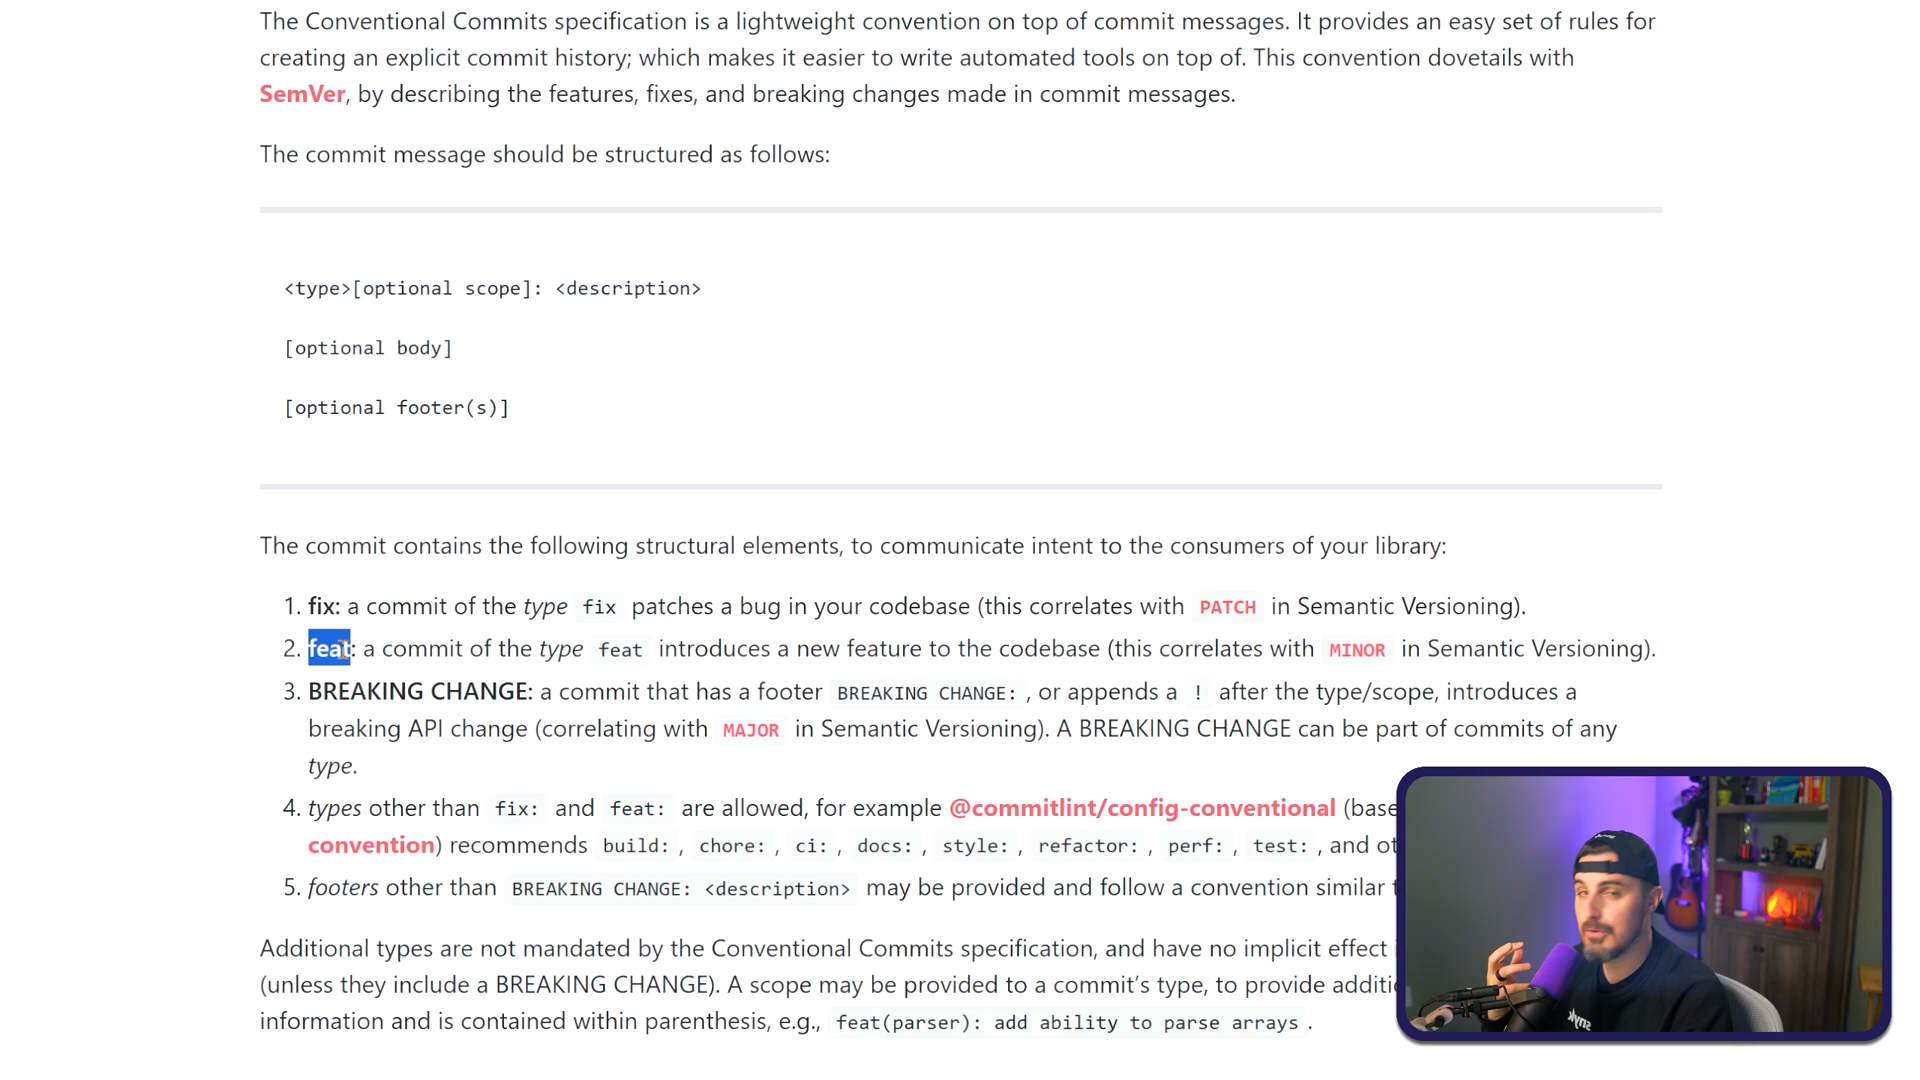 The Conventional Commits specification is a lightweight convention on top of commit messages. It provides an easy set of rules for
creating an explicit commit history; which makes it easier to write automated tools on top of. This convention dovetails with
SemVer, by describing the features, fixes, and breaking changes made in commit messages.
The commit message should be structured as follows:
<type>[optional scope]: <description>
[optional body]
[optional footer(s)]
The commit contains the following structural elements, to communicate intent to the consumers of your library:
1. fix: a commit of the type fix patches a bug in your codebase (this correlates with PATCH in Semantic Versioning).
2. feat: a commit of the type feat introduces a new feature to the codebase (this correlates with MINOR in Semantic Versioning).
3. BREAKING CHANGE: a commit that has a footer BREAKING CHANGE: , or appends a ! after the type/scope, introduces a
breaking API change (correlating with MAJOR in Semantic Versioning). A BREAKING CHANGE can be part of commits of any
type.
4. types other than fix: and feat: are allowed, for example @commitlint/config-conventional (base
convention) recommends build: , chore: , ci: , docs: , style: , refactor: , perf: , test: , and ot
5. footers other than BREAKING CHANGE: <description> may be provided and follow a convention similar
Additional types are not mandated by the Conventional Commits specification, and have no implicit effect
(unless they include a BREAKING CHANGE). A scope may be provided to a commit’s type, to provide additi
information and is contained within parenthesis, e.g., feat(parser): add ability to parse arrays .
snyk